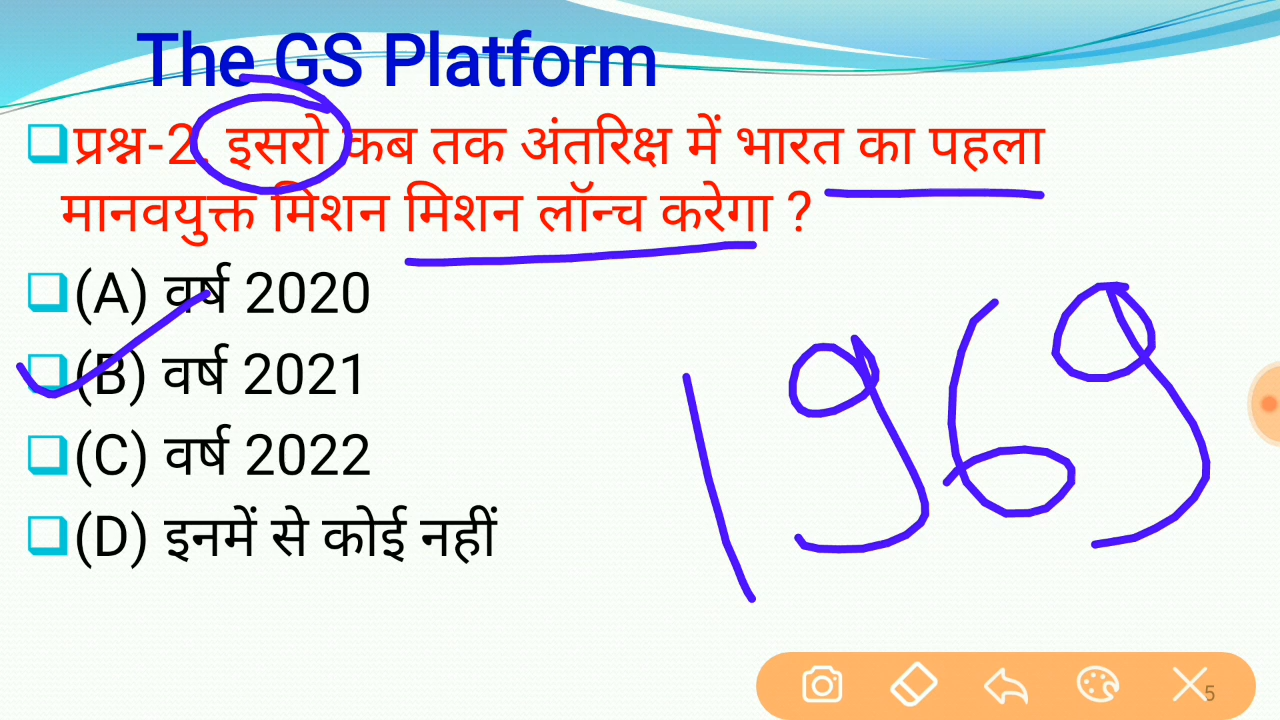 The GS Platform
प्रश्न-2. इसरो कब तक अंतरिक्ष में भारत का पहला
मानवयुक्त मिशन मिशन लॉन्च करेगा ?
(A) वर्ष 2020
(B) वर्ष 2021
(C) वर्ष 2022
(D) इनमें से कोई नहीं
1969
5